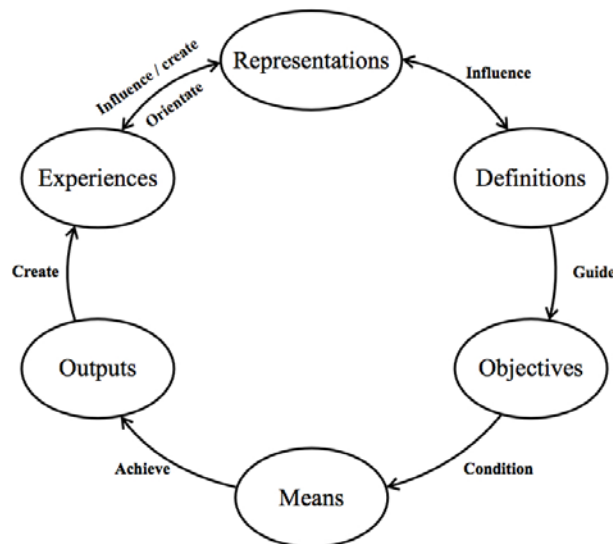 Representations
Influence / create
Orientate
Influence
Experiences
Definitions
Create
Guide
Outputs
Objectives
Achieve
Condition
Means